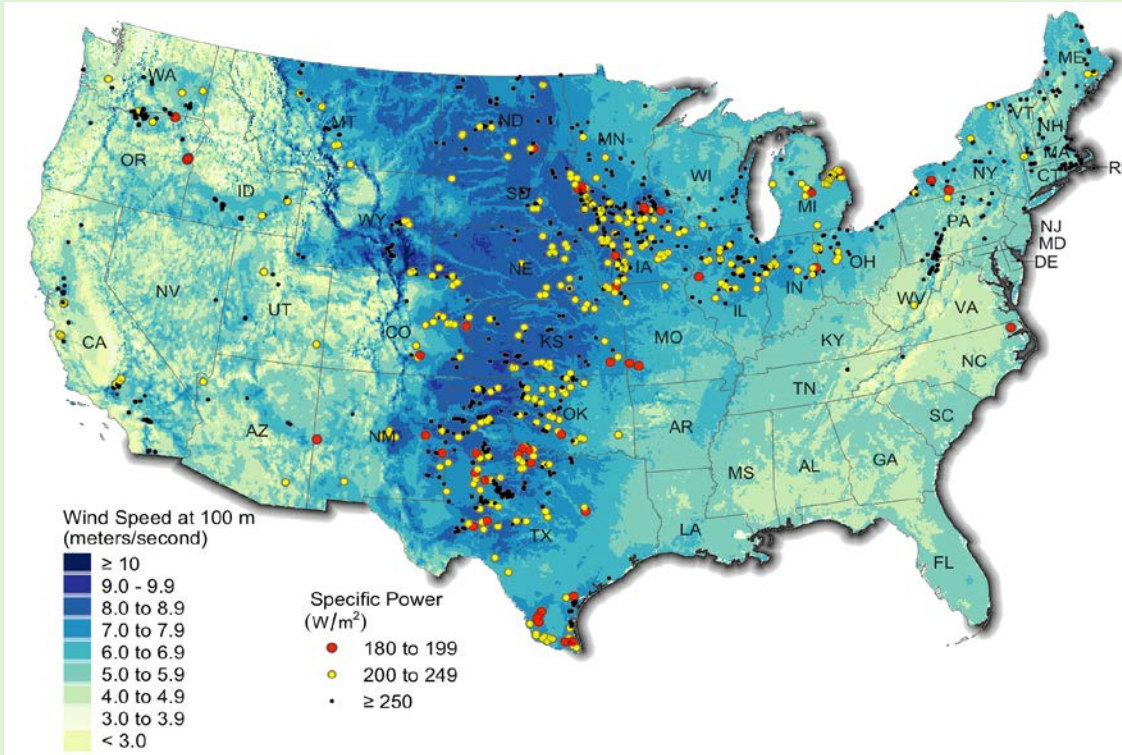 WA
MT
ND
MN
ME
VT
NH
MA
CT
R
OR
ID
SD
WI
NY
MI
WY
PA
NJ
MD
DE
NE
IA
OH
NV
UT
IL
IN
WV
CO
VA
CA
KS
MO
KY
NC
TN
AZ
NM
OK
AR
SC
MS
AL
GA
TX
LA
FL
Wind Speed at 100 m
(meters/second)
≥ 10
9.0 - 9.9
8.0 to 8.9
7.0 to 7.9
6.0 to 6.9
5.0 to 5.9
4.0 to 4.9
3.0 to 3.9
< 3.0
Specific Power
(W/m²)
180 to 199
200 to 249
≥ 250